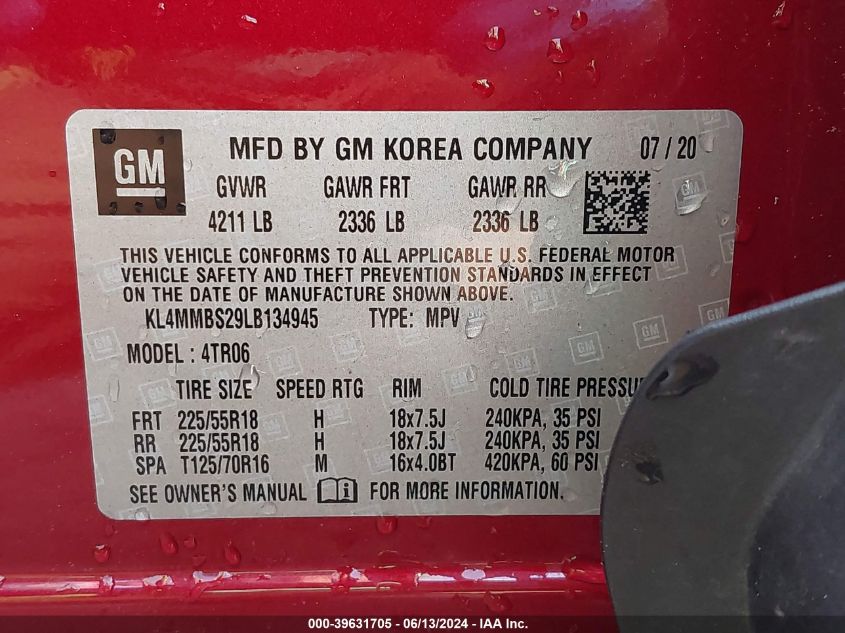 GM MFD BY GM KOREA COMPANY 07 / 20
GVWR GAWR FRT GAWR RR
4211 LB 2336 LB 2336 LB
THIS VEHICLE CONFORMS TO ALL APPLICABLE U.S. FEDERAL MOTOR
VEHICLE SAFETY AND THEFT PREVENTION STANDARDS IN EFFECT
ON THE DATE OF MANUFACTURE SHOWN ABOVE.
KL4MMBS29LB134945 TYPE: MPV
MODEL : 4TR06
TIRE SIZE SPEED RTG RIM COLD TIRE PRESSU
FRT 225/55R18 H 18x7.5J 240KPA, 35 PSI
RR 225/55R18 H 18x7.5J 240KPA, 35 PSI
SPA T125/70R16 M 16x4.0BT 420KPA, 60 PSI
SEE OWNER'S MANUAL FOR MORE INFORMATION.
000-39631705 - 06/13/2024 - IAA Inc.